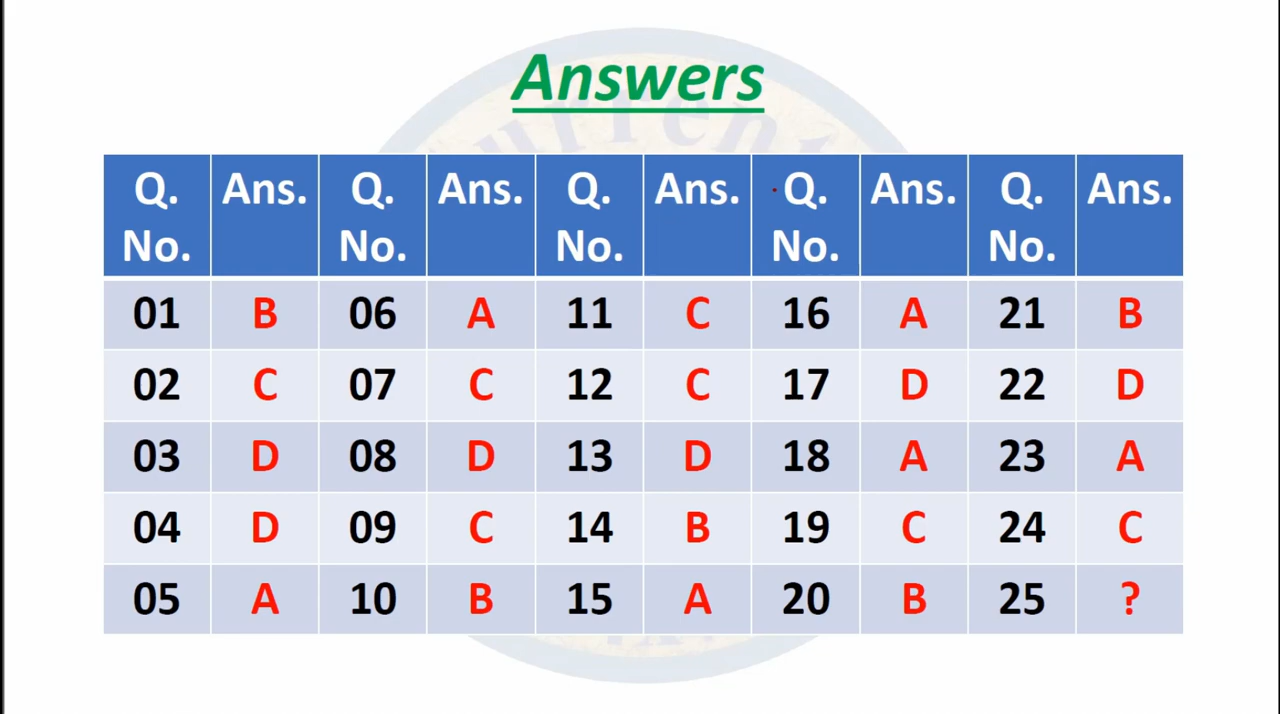 Answers
Q. No. Ans. Q. No. Ans. Q. No. Ans. Q. No. Ans. Q. No. Ans.
01 B 06 A 11 C 16 A 21 B
02 C 07 C 12 C 17 D 22 D
03 D 08 D 13 D 18 A 23 A
04 D 09 C 14 B 19 C 24 C
05 A 10 B 15 A 20 B 25 ?